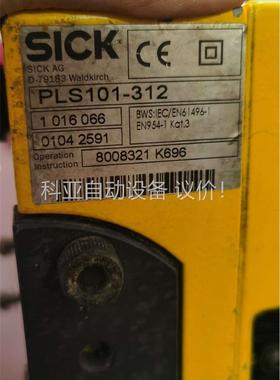 SICK
CE
SICK AG
D-79183 Waldkirch
PLS101-312
1 016 066
BWS:IEC/EN61496-1
EN954-1 Kat.3
0104 2591
Operation
Instruction
8008321 K696
科亚自动设备 议价!